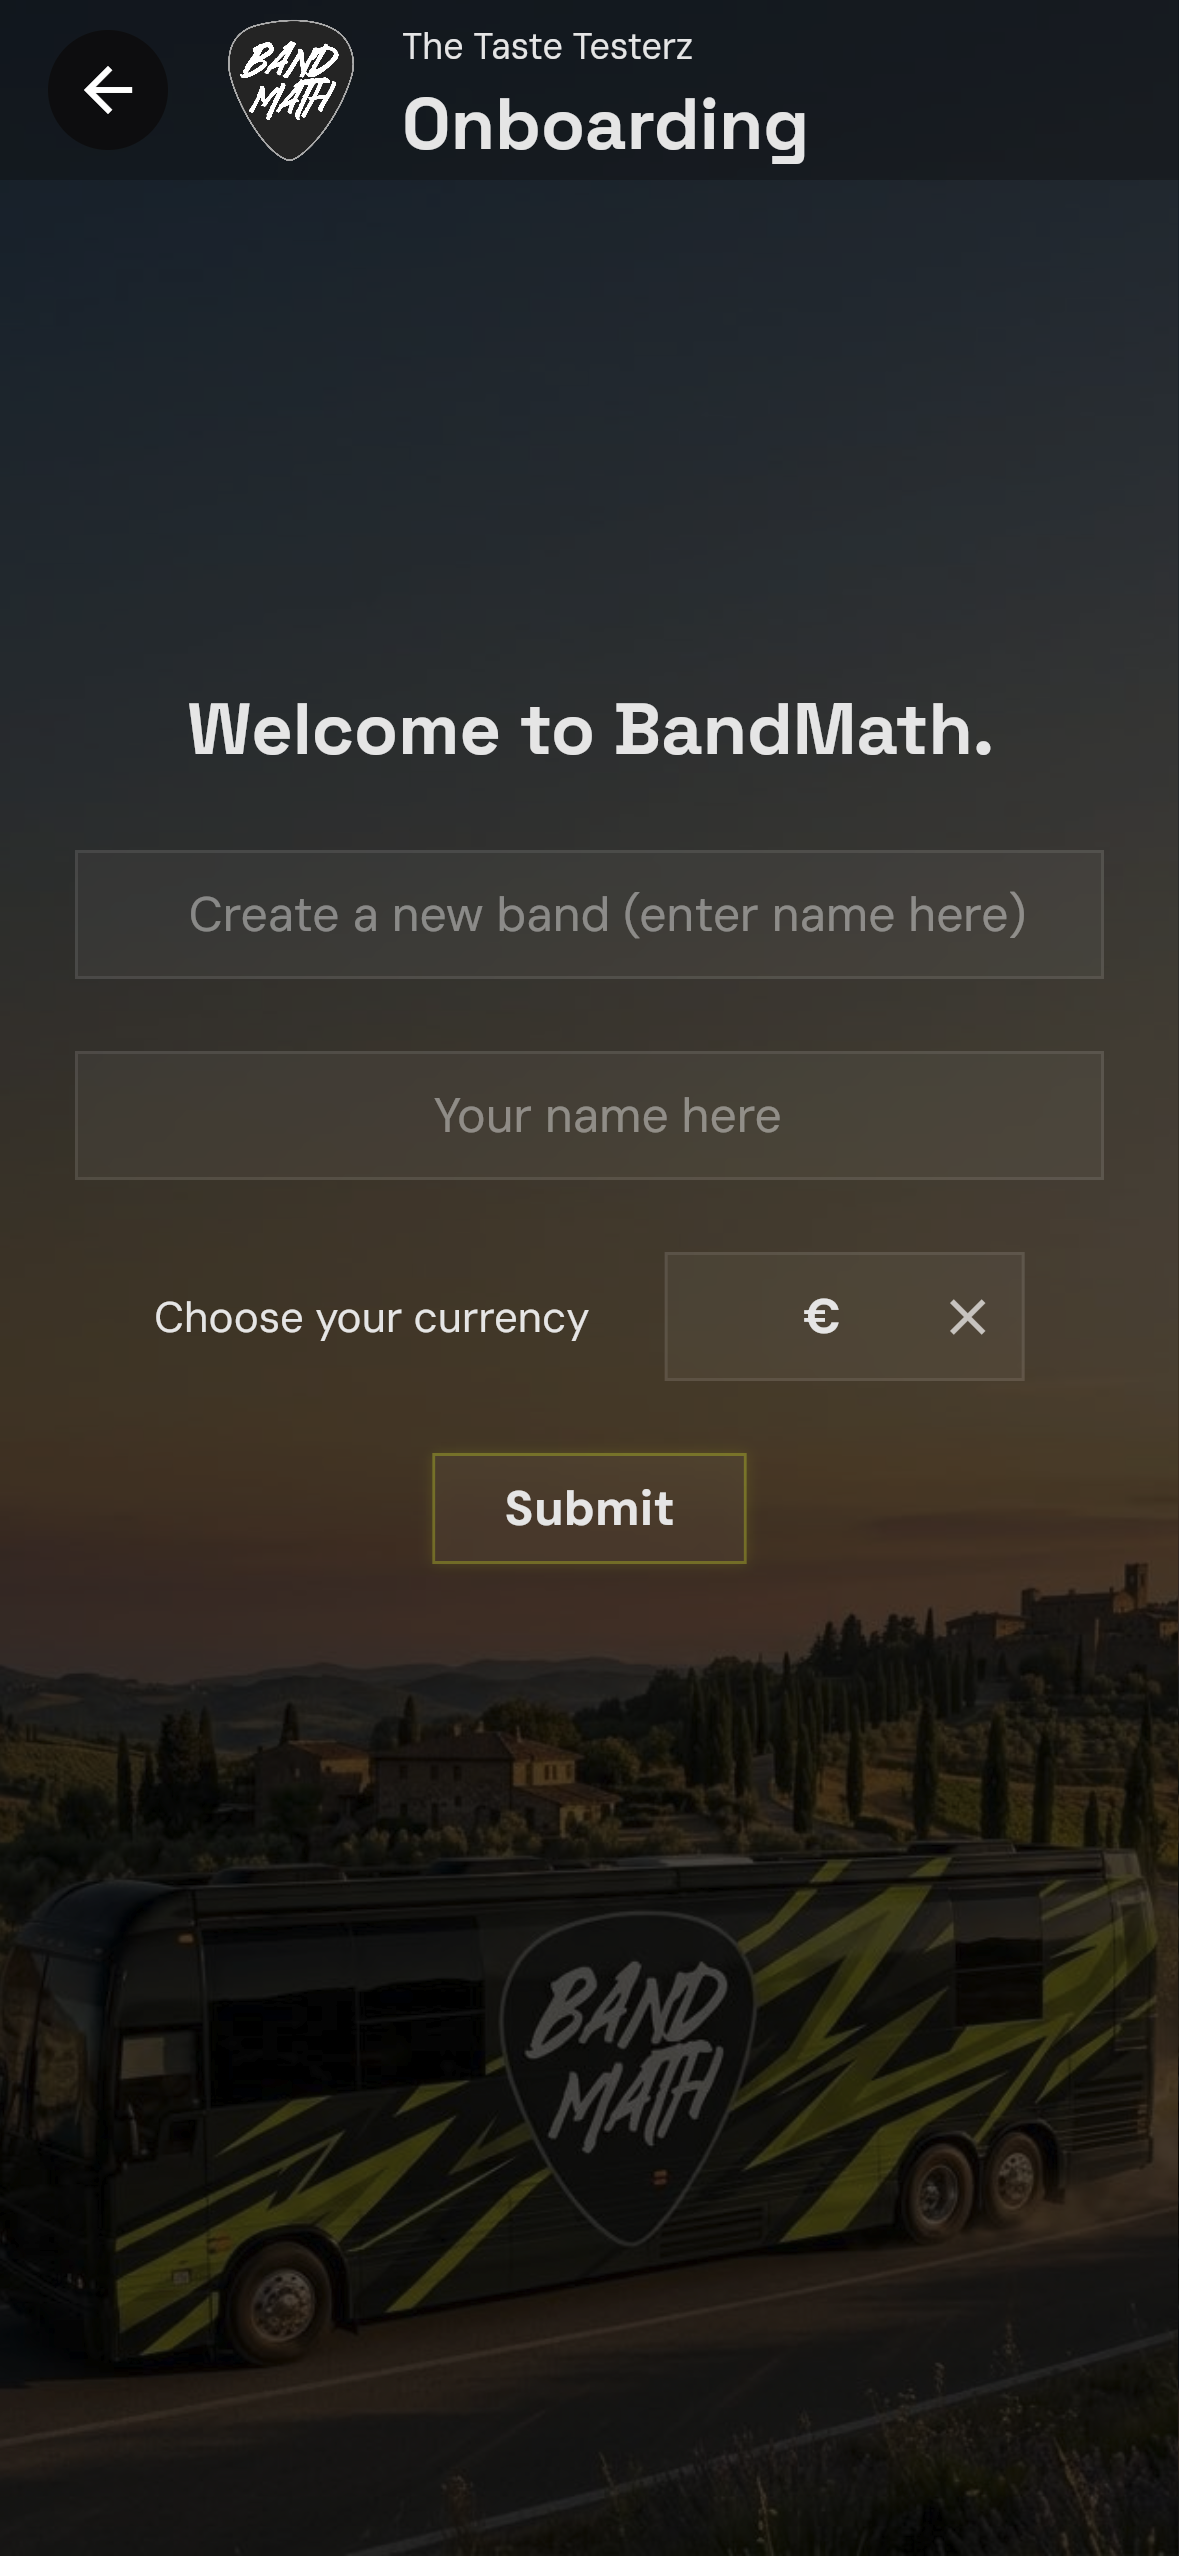 BAND
MATH
The Taste Testerz
Onboarding
Welcome to BandMath.
Create a new band (enter name here)
Your name here
Choose your currency
€
Submit
BAND
MATH